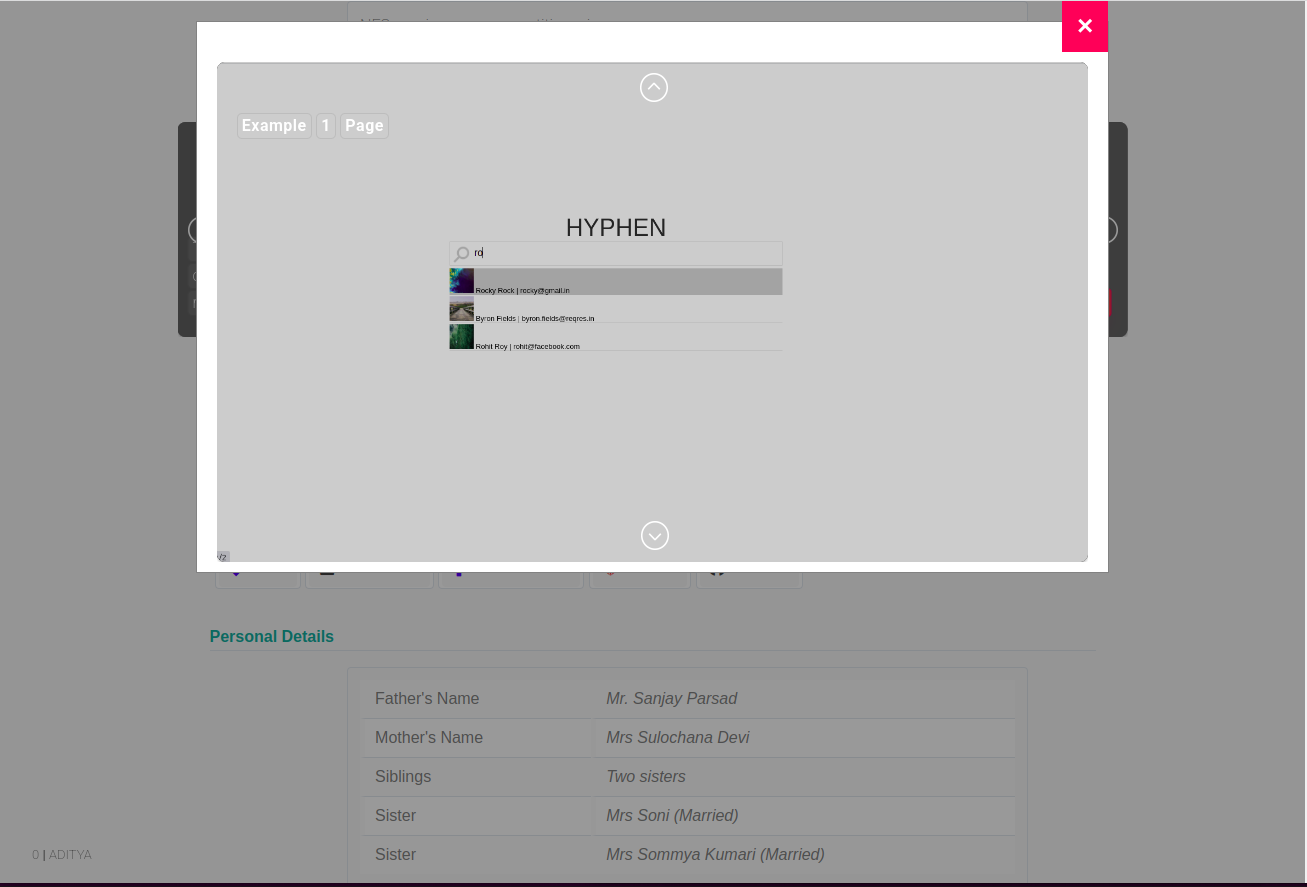 Example 1 Page
HYPHEN
ro
Rocky Rock | rocky@gmail.in
Byron Fields | byron.fields@reqres.in
Rohit Roy | rohit@facebook.com
/2
Personal Details
Father's Name Mr. Sanjay Parsad
Mother's Name Mrs Sulochana Devi
Siblings Two sisters
Sister Mrs Soni (Married)
Sister Mrs Sommya Kumari (Married)
0 | ADITYA